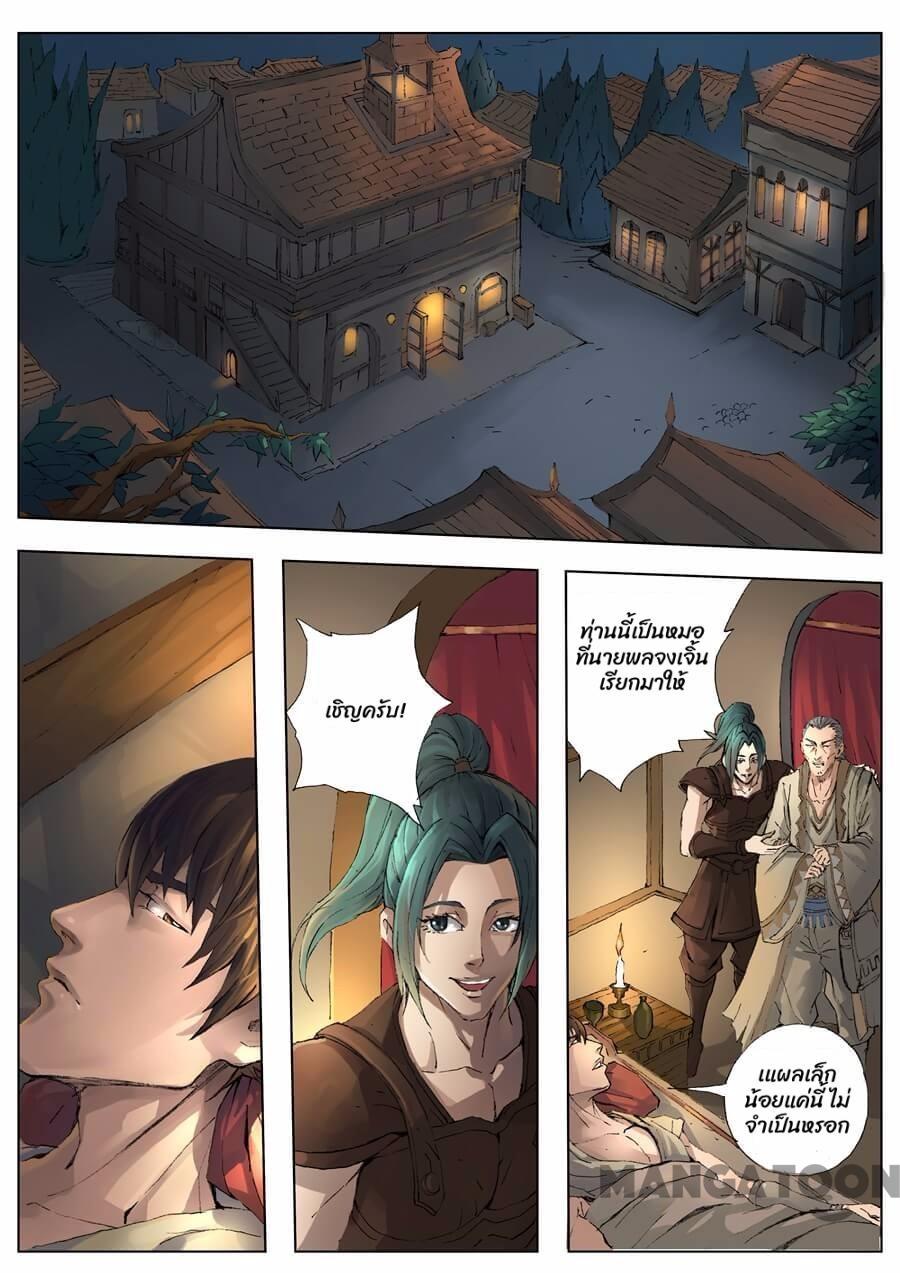 เชิญครับ!
ท่านนี้เป็นหมอ
ที่นายพลจงเจิ้น
เรียกมาให้
แผลเล็ก
น้อยแค่นี้ ไม่
จำเป็นหรอก
MANGATOON